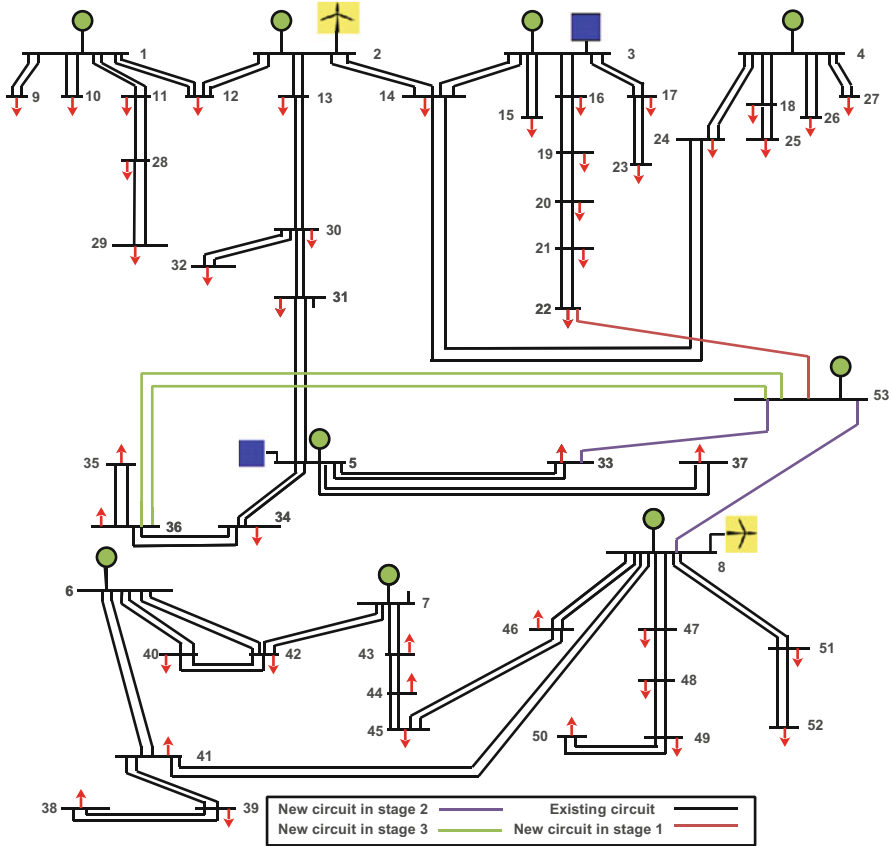 1 2 3 4
9 10 11 12 13 14 15 16 17 18 26 27
24 25
28 19 23
20
29 30 21
32
31 22
53
35 5 33 37
36 34
6 7 8
40 42 43 46 47 51
44 48
45 50 49 52
41
38 39
New circuit in stage 2 Existing circuit
New circuit in stage 3 New circuit in stage 1